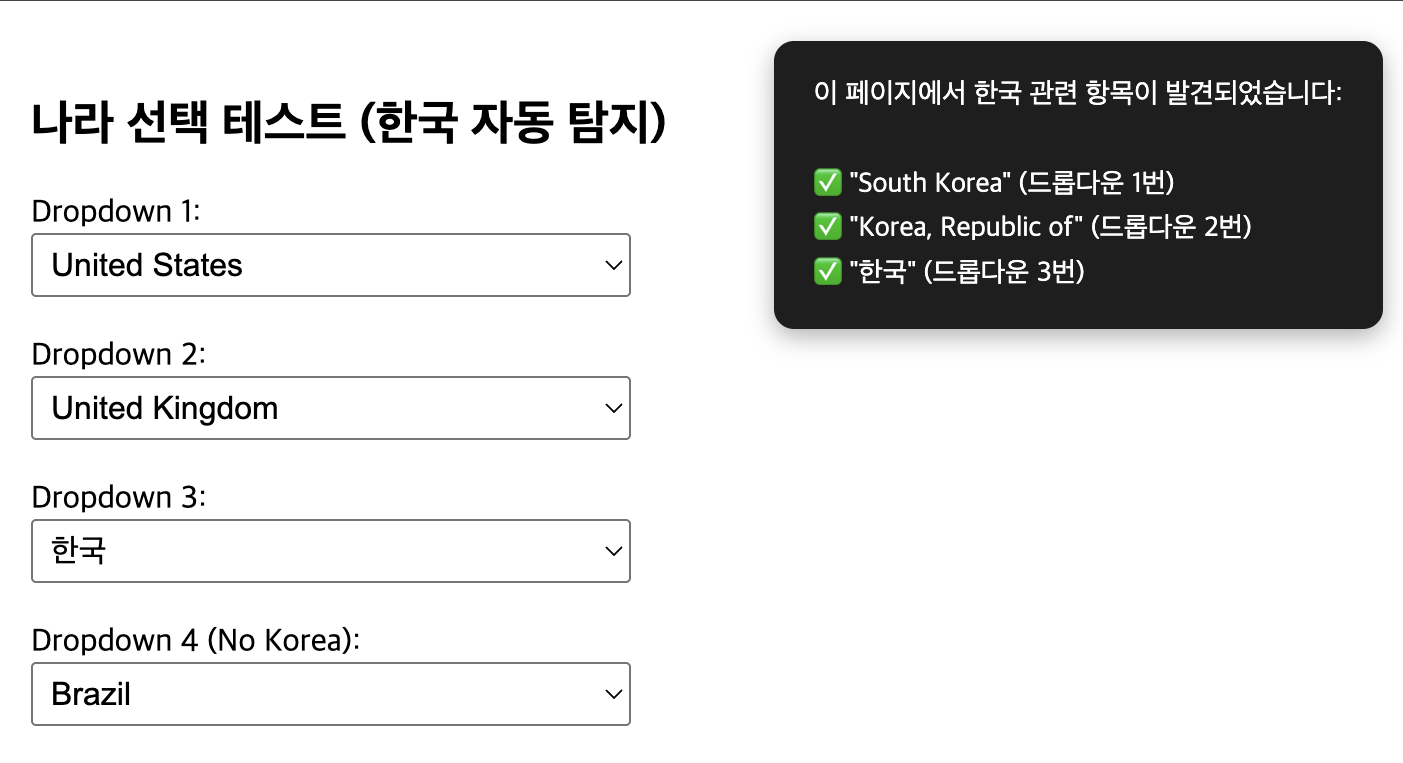 나라 선택 테스트 (한국 자동 탐지)
Dropdown 1:
United States
Dropdown 2:
United Kingdom
Dropdown 3:
한국
Dropdown 4 (No Korea):
Brazil
이 페이지에서 한국 관련 항목이 발견되었습니다:
✅ "South Korea" (드롭다운 1번)
✅ "Korea, Republic of" (드롭다운 2번)
✅ "한국" (드롭다운 3번)